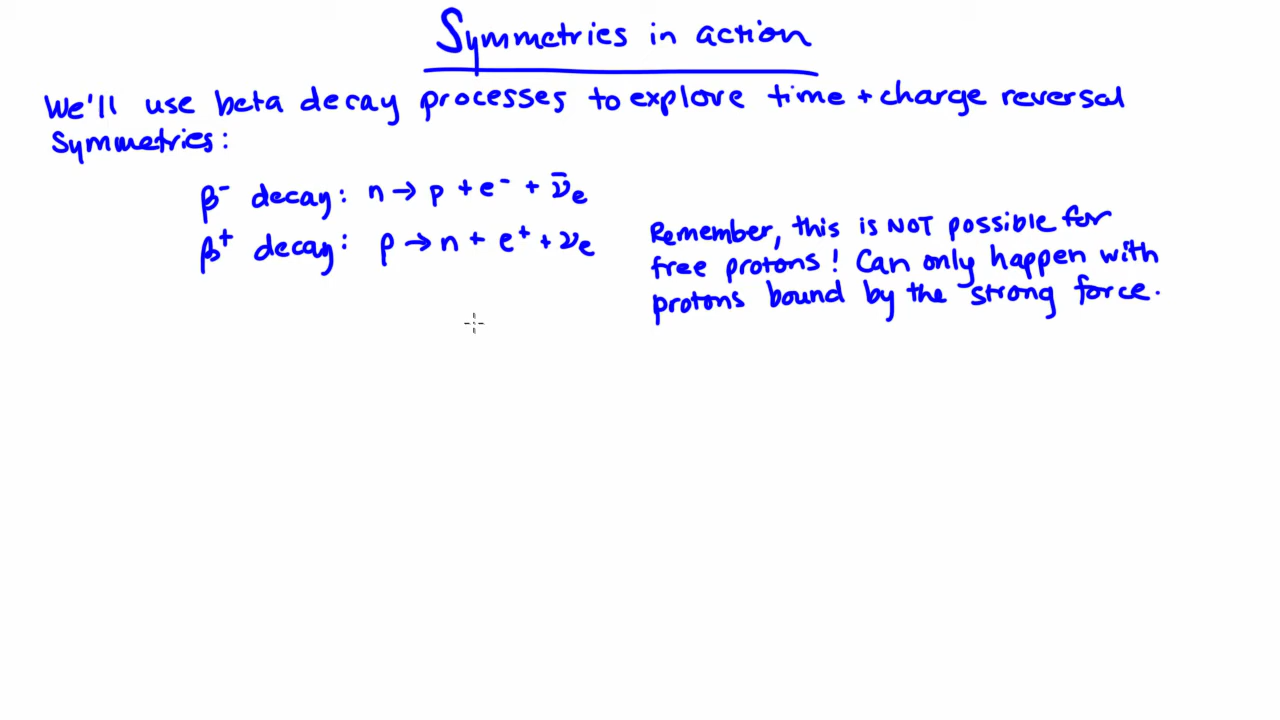 Symmetries in action
We'll use beta decay processes to explore time + charge reversal
Symmetries:
β⁻ decay: n → p + e⁻ + ν̄ₑ
β⁺ decay: p → n + e⁺ + νₑ
Remember, this is NOT possible for
free protons! Can only happen with
protons bound by the strong force.